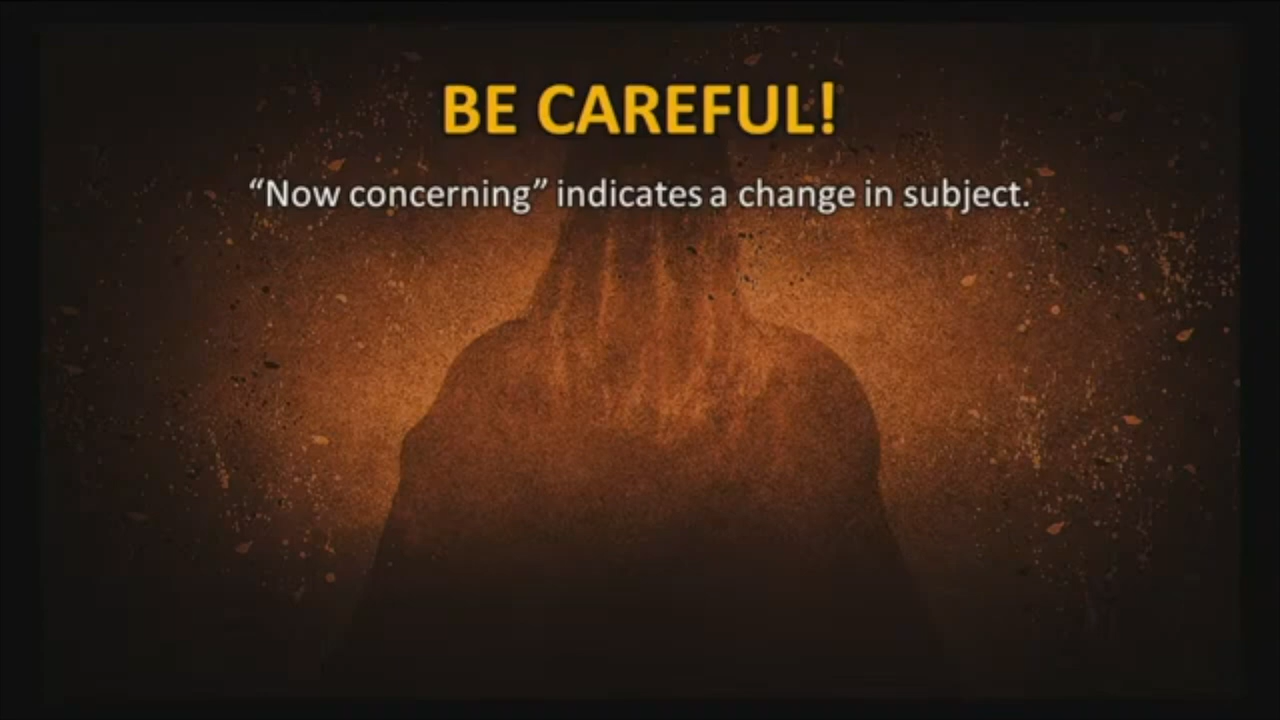 BE CAREFUL!
“Now concerning” indicates a change in subject.